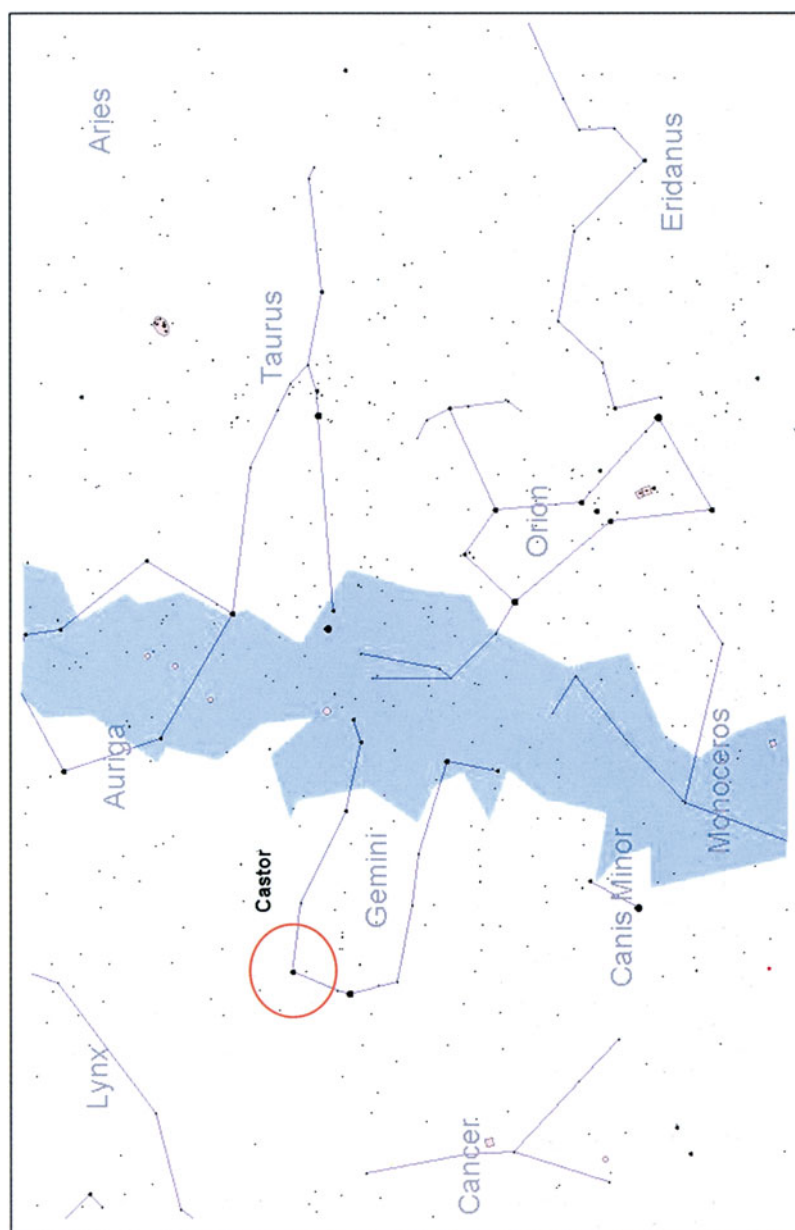 Lynx
Auriga
Aries
Castor
Taurus
Gemini
Cancer
Orion
Canis Minor
Eridanus
Monoceros